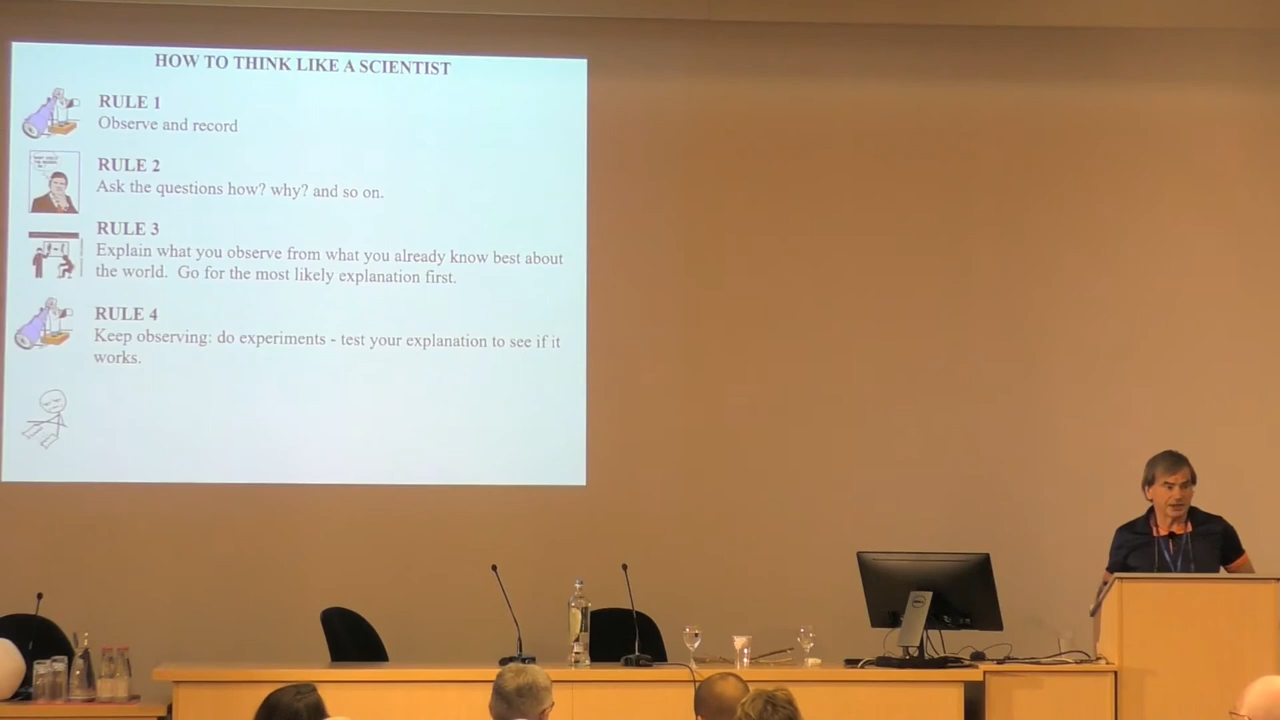 HOW TO THINK LIKE A SCIENTIST
RULE 1
Observe and record
RULE 2
Ask the questions how? why? and so on.
RULE 3
Explain what you observe from what you already know best about
the world. Go for the most likely explanation first.
RULE 4
Keep observing: do experiments - test your explanation to see if it
works.
DELL